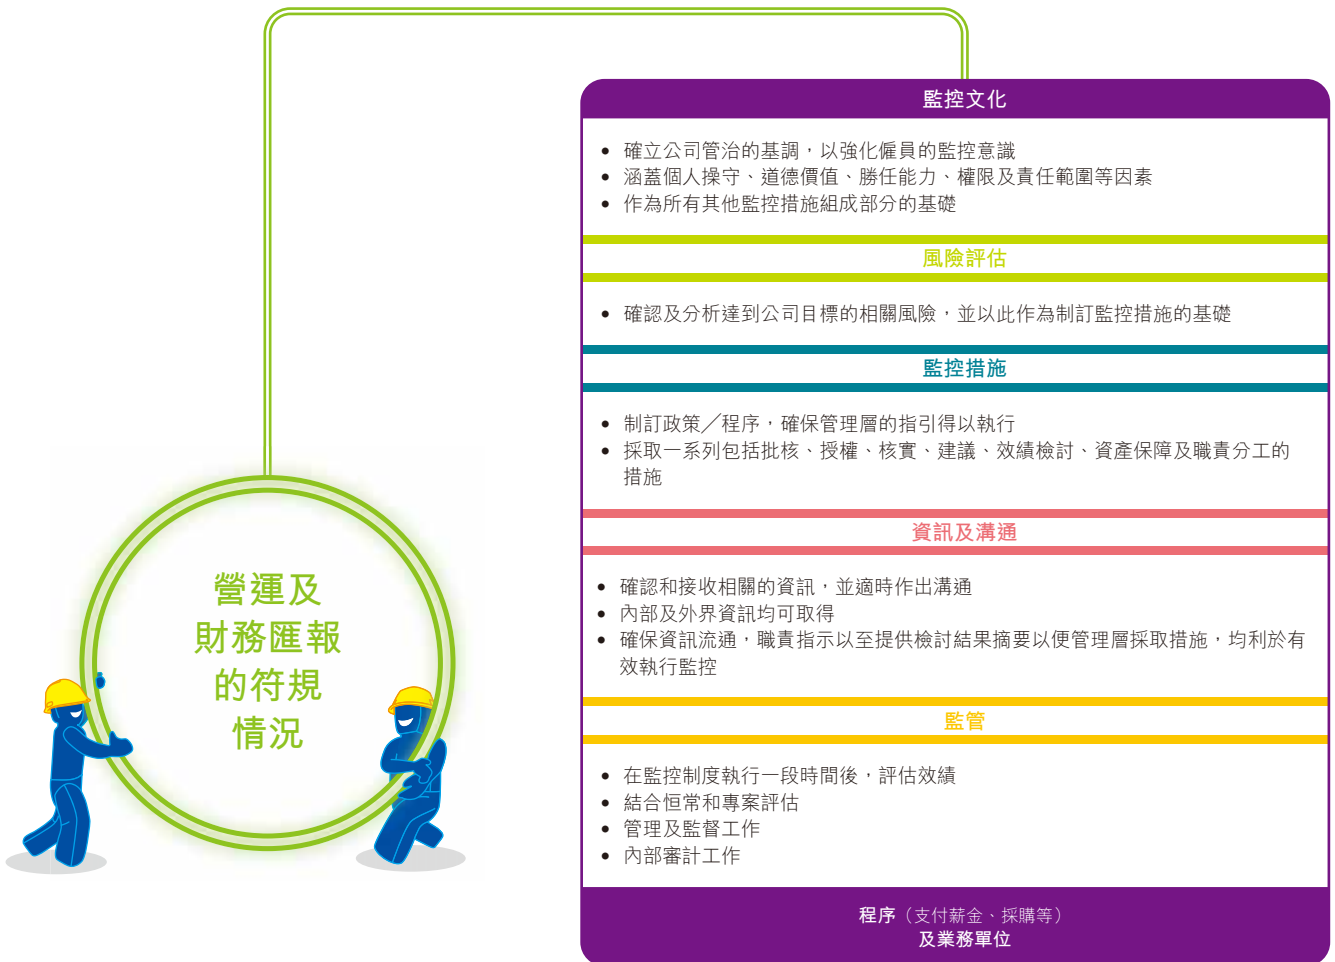 監控文化
• 確立公司管治的基調，以強化僱員的監控意識
• 涵蓋個人操守、道德價值、勝任能力、權限及責任範圍等因素
• 作為所有其他監控措施組成部分的基礎
風險評估
• 確認及分析達到公司目標的相關風險，並以此作為制訂監控措施的基礎
監控措施
• 制訂政策╱程序，確保管理層的指引得以執行
• 採取一系列包括批核、授權、核實、建議、效績檢討、資產保障及職責分工的
措施
資訊及溝通
• 確認和接收相關的資訊，並適時作出溝通
• 內部及外界資訊均可取得
• 確保資訊流通，職責指示以至提供檢討結果摘要以便管理層採取措施，均利於有
效執行監控
監管
• 在監控制度執行一段時間後，評估效績
• 結合恒常和專案評估
• 管理及監督工作
• 內部審計工作
程序（支付薪金、採購等）
及業務單位
營運及
財務匯報
的符規
情況